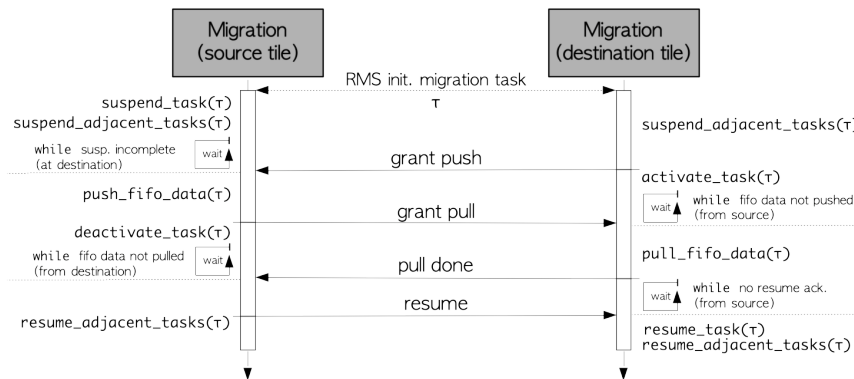 Migration
(source tile)
Migration
(destination tile)
RMS init. migration task
τ
suspend_task(τ)
suspend_adjacent_tasks(τ)
suspend_adjacent_tasks(τ)
while susp. incomplete
(at destination)
wait
grant push
activate_task(τ)
push_fifo_data(τ)
wait
while fifo data not pushed
(from source)
grant pull
deactivate_task(τ)
while fifo data not pulled
(from destination)
wait
pull_fifo_data(τ)
pull done
wait
while no resume ack.
(from source)
resume
resume_adjacent_tasks(τ)
resume_task(τ)
resume_adjacent_tasks(τ)